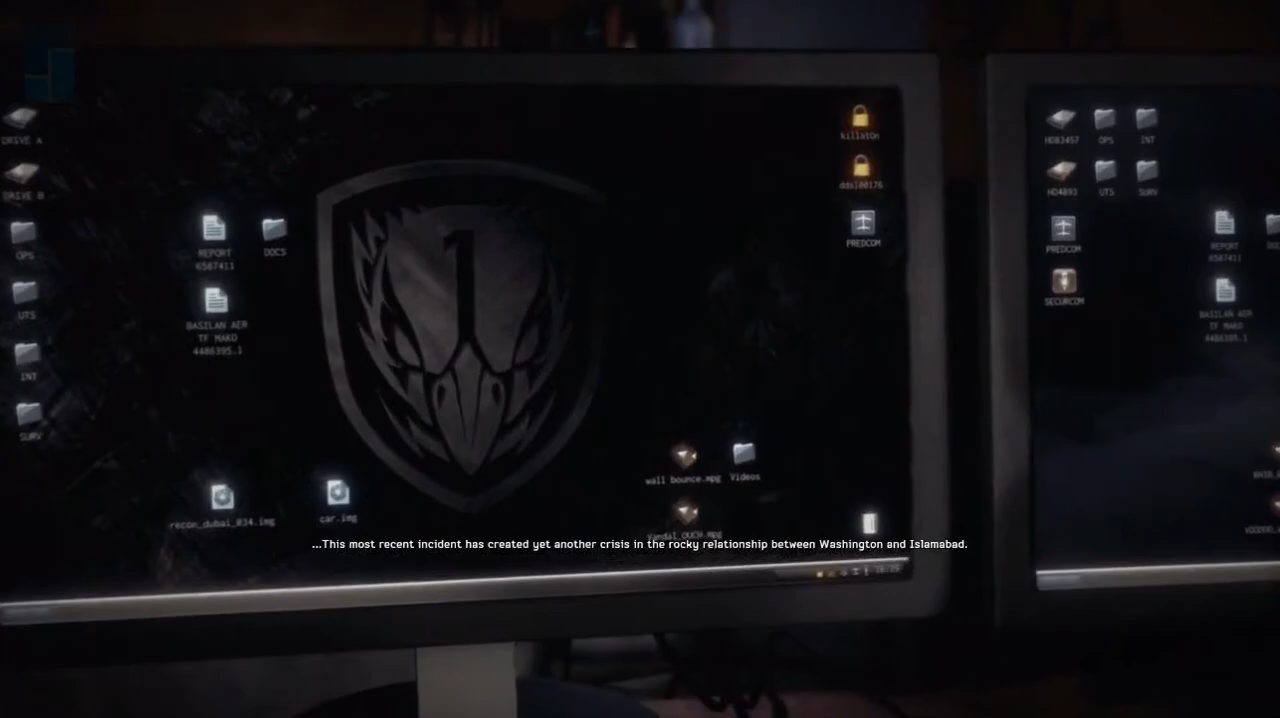 DRIVE A
DRIVE B
OPS
UTS
INT
SURV
REPORT
6587411
DOCS
BASILAN AER
TF MAKO
4486395.1
1
recon_dubai_034.img
car.img
wall bounce.mpg
Videos
Vandal_OUCH.mpg
PREDCOM
HD83457
OPS
INT
HD4893
UTS
SURV
PREDCOM
SECURCOM
REPORT
6587411
BASILAN AER
TF MAKO
4486395.1
...This most recent incident has created yet another crisis in the rocky relationship between Washington and Islamabad.